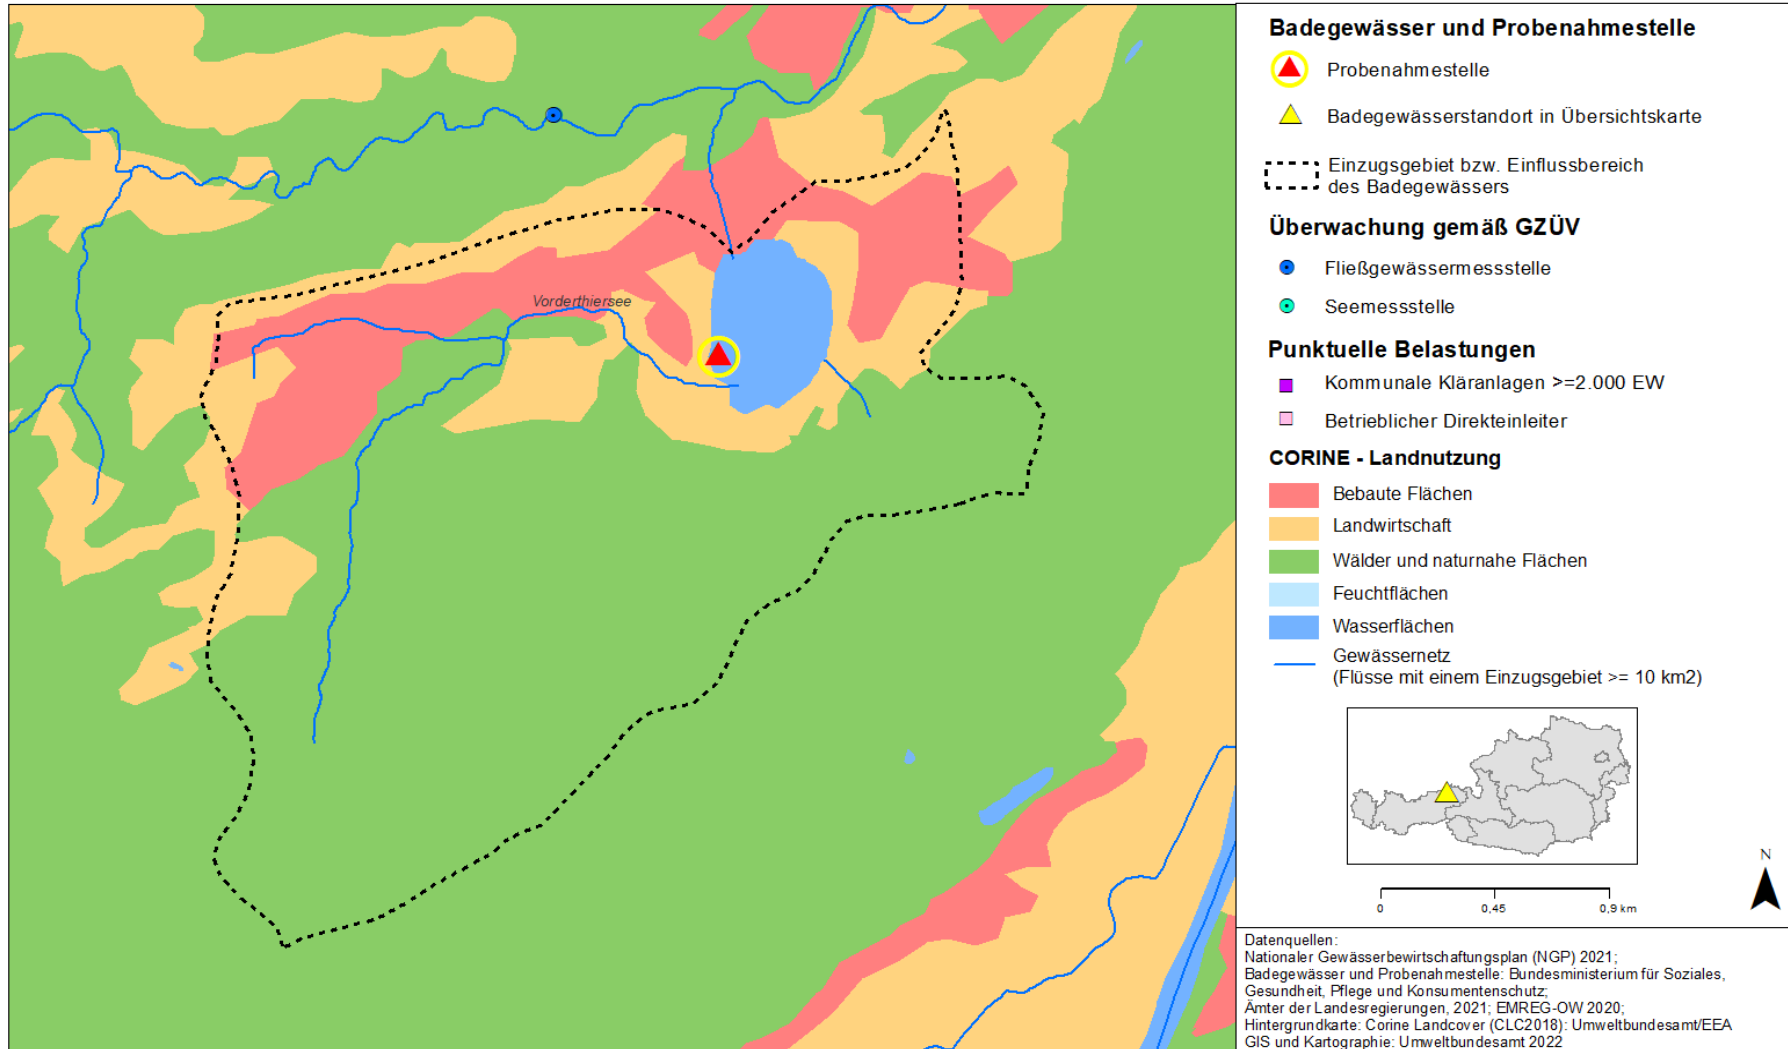 Vorderthiersee
Badegewässer und Probenahmestelle
Probenahmestelle
Badegewässerstandort in Übersichtskarte
Einzugsgebiet bzw. Einflussbereich
des Badegewässers
Überwachung gemäß GZÜV
Fließgewässermessstelle
Seemessstelle
Punktuelle Belastungen
Kommunale Kläranlagen >=2.000 EW
Betrieblicher Direkteinleiter
CORINE - Landnutzung
Bebaute Flächen
Landwirtschaft
Wälder und naturnahe Flächen
Feuchtflächen
Wasserflächen
Gewässernetz
(Flüsse mit einem Einzugsgebiet >= 10 km2)
N
0 0,45 0,9 km
Datenquellen:
Nationaler Gewässerbewirtschaftungsplan (NGP) 2021;
Badegewässer und Probenahmestelle: Bundesministerium für Soziales,
Gesundheit, Pflege und Konsumentenschutz;
Ämter der Landesregierungen, 2021; EMREG-OW 2020;
Hintergrundkarte: Corine Landcover (CLC2018): Umweltbundesamt/EEA
GIS und Kartographie: Umweltbundesamt 2022